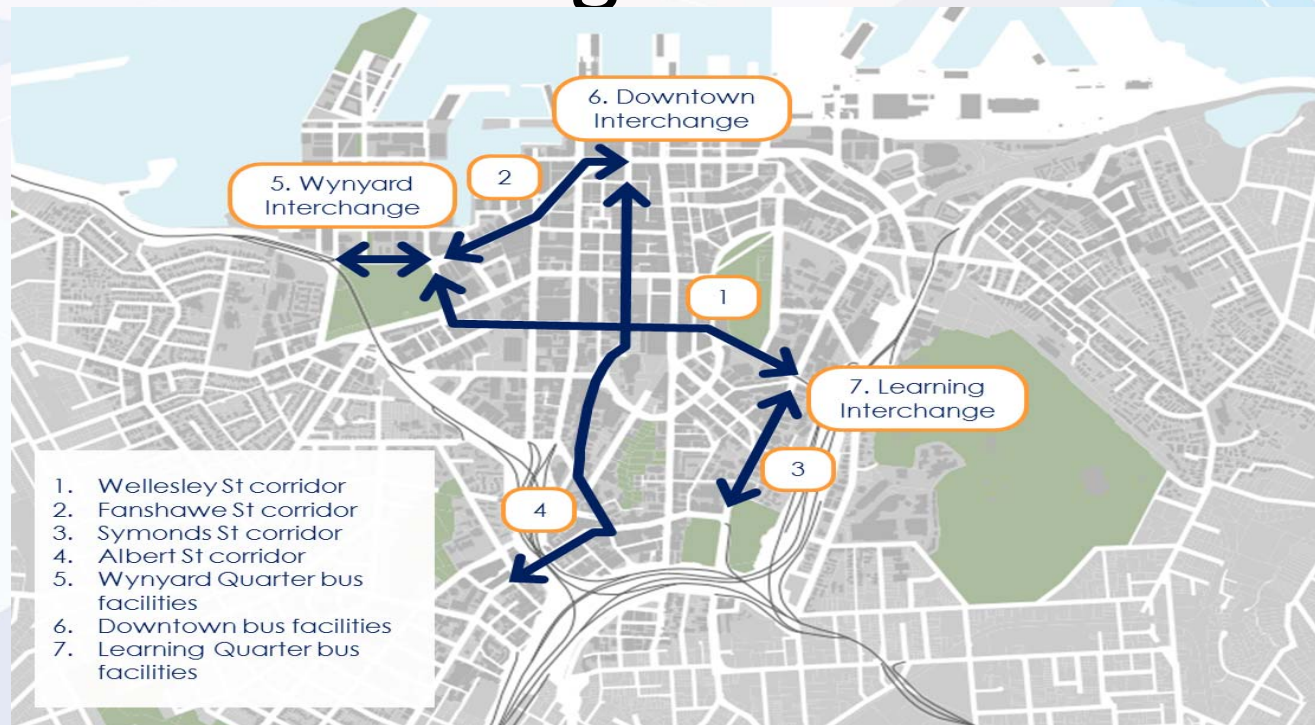 6. Downtown
Interchange
2
5. Wynyard
Interchange
1
7. Learning
Interchange
3
4
1. Wellesley St corridor
2. Fanshawe St corridor
3. Symonds St corridor
4. Albert St corridor
5. Wynyard Quarter bus
facilities
6. Downtown bus facilities
7. Learning Quarter bus
facilities